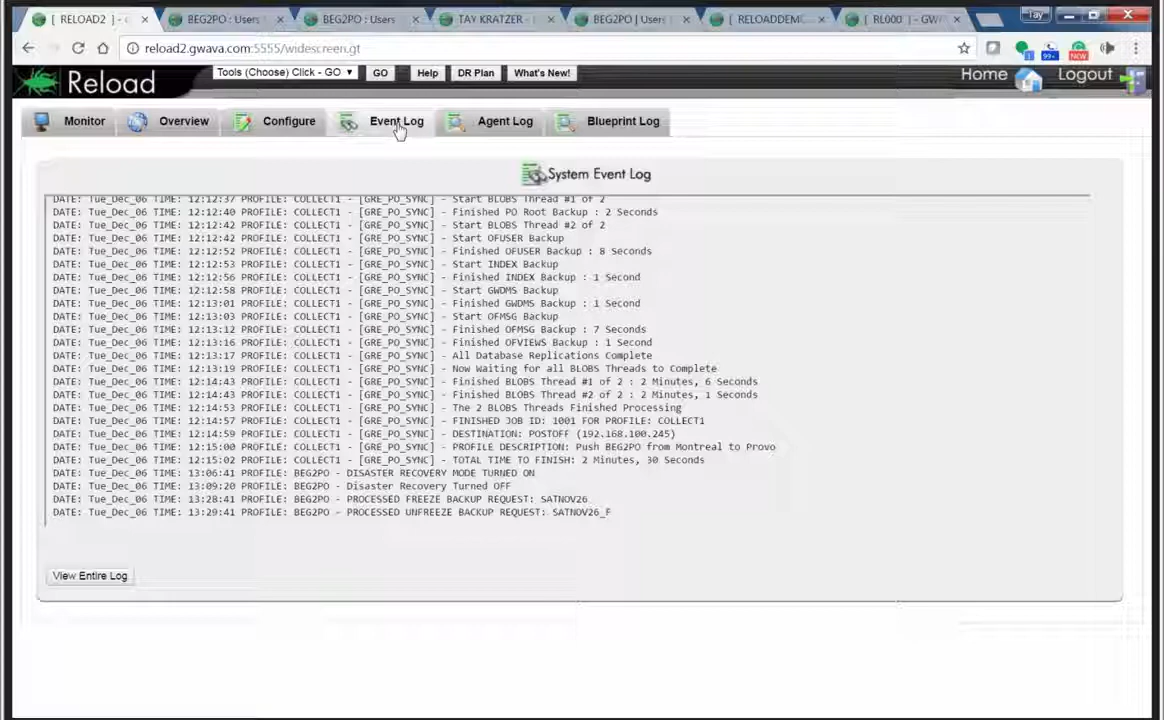 [ RELOAD2 ] -
BEG2PO : Users
BEG2PO : Users
TAY KRATZER -
BEG2PO | Users
[ RELOADDEMO
[ RL000 ] - GWA
Tay
reload2.gwava.com:5555/widescreen.gt
1
99+
NOW
Reload
Tools (Choose) Click - GO
GO
Help
DR Plan
What's New!
Home
Logout
Monitor
Overview
Configure
Event Log
Agent Log
Blueprint Log
System Event Log
DATE: Tue_Dec_06 TIME: 12:12:37 PROFILE: COLLECT1 - [GRE_PO_SYNC] - Start BLOBS Thread #1 of 2
DATE: Tue_Dec_06 TIME: 12:12:40 PROFILE: COLLECT1 - [GRE_PO_SYNC] - Finished PO Root Backup : 2 Seconds
DATE: Tue_Dec_06 TIME: 12:12:42 PROFILE: COLLECT1 - [GRE_PO_SYNC] - Start BLOBS Thread #2 of 2
DATE: Tue_Dec_06 TIME: 12:12:42 PROFILE: COLLECT1 - [GRE_PO_SYNC] - Start OFUSER Backup
DATE: Tue_Dec_06 TIME: 12:12:52 PROFILE: COLLECT1 - [GRE_PO_SYNC] - Finished OFUSER Backup : 8 Seconds
DATE: Tue_Dec_06 TIME: 12:12:53 PROFILE: COLLECT1 - [GRE_PO_SYNC] - Start INDEX Backup
DATE: Tue_Dec_06 TIME: 12:12:56 PROFILE: COLLECT1 - [GRE_PO_SYNC] - Finished INDEX Backup : 1 Second
DATE: Tue_Dec_06 TIME: 12:12:58 PROFILE: COLLECT1 - [GRE_PO_SYNC] - Start GWDMS Backup
DATE: Tue_Dec_06 TIME: 12:13:01 PROFILE: COLLECT1 - [GRE_PO_SYNC] - Finished GWDMS Backup : 1 Second
DATE: Tue_Dec_06 TIME: 12:13:03 PROFILE: COLLECT1 - [GRE_PO_SYNC] - Start OFMSG Backup
DATE: Tue_Dec_06 TIME: 12:13:12 PROFILE: COLLECT1 - [GRE_PO_SYNC] - Finished OFMSG Backup : 7 Seconds
DATE: Tue_Dec_06 TIME: 12:13:16 PROFILE: COLLECT1 - [GRE_PO_SYNC] - Finished OFVIEWS Backup : 1 Second
DATE: Tue_Dec_06 TIME: 12:13:17 PROFILE: COLLECT1 - [GRE_PO_SYNC] - All Database Replications Complete
DATE: Tue_Dec_06 TIME: 12:13:19 PROFILE: COLLECT1 - [GRE_PO_SYNC] - Now Waiting for all BLOBS Threads to Complete
DATE: Tue_Dec_06 TIME: 12:14:43 PROFILE: COLLECT1 - [GRE_PO_SYNC] - Finished BLOBS Thread #1 of 2 : 2 Minutes, 6 Seconds
DATE: Tue_Dec_06 TIME: 12:14:43 PROFILE: COLLECT1 - [GRE_PO_SYNC] - Finished BLOBS Thread #2 of 2 : 2 Minutes, 1 Seconds
DATE: Tue_Dec_06 TIME: 12:14:53 PROFILE: COLLECT1 - [GRE_PO_SYNC] - The 2 BLOBS Threads Finished Processing
DATE: Tue_Dec_06 TIME: 12:14:57 PROFILE: COLLECT1 - [GRE_PO_SYNC] - FINISHED JOB ID: 1001 FOR PROFILE: COLLECT1
DATE: Tue_Dec_06 TIME: 12:14:59 PROFILE: COLLECT1 - [GRE_PO_SYNC] - DESTINATION: POSTOFF (192.168.100.245)
DATE: Tue_Dec_06 TIME: 12:15:00 PROFILE: COLLECT1 - [GRE_PO_SYNC] - PROFILE DESCRIPTION: Push BEG2PO from Montreal to Provo
DATE: Tue_Dec_06 TIME: 12:15:02 PROFILE: COLLECT1 - [GRE_PO_SYNC] - TOTAL TIME TO FINISH: 2 Minutes, 30 Seconds
DATE: Tue_Dec_06 TIME: 13:06:41 PROFILE: BEG2PO - DISASTER RECOVERY MODE TURNED ON
DATE: Tue_Dec_06 TIME: 13:09:20 PROFILE: BEG2PO - Disaster Recovery Turned OFF
DATE: Tue_Dec_06 TIME: 13:28:41 PROFILE: BEG2PO - PROCESSED FREEZE BACKUP REQUEST: SATNOV26
DATE: Tue_Dec_06 TIME: 13:29:41 PROFILE: BEG2PO - PROCESSED UNFREEZE BACKUP REQUEST: SATNOV26_F
View Entire Log